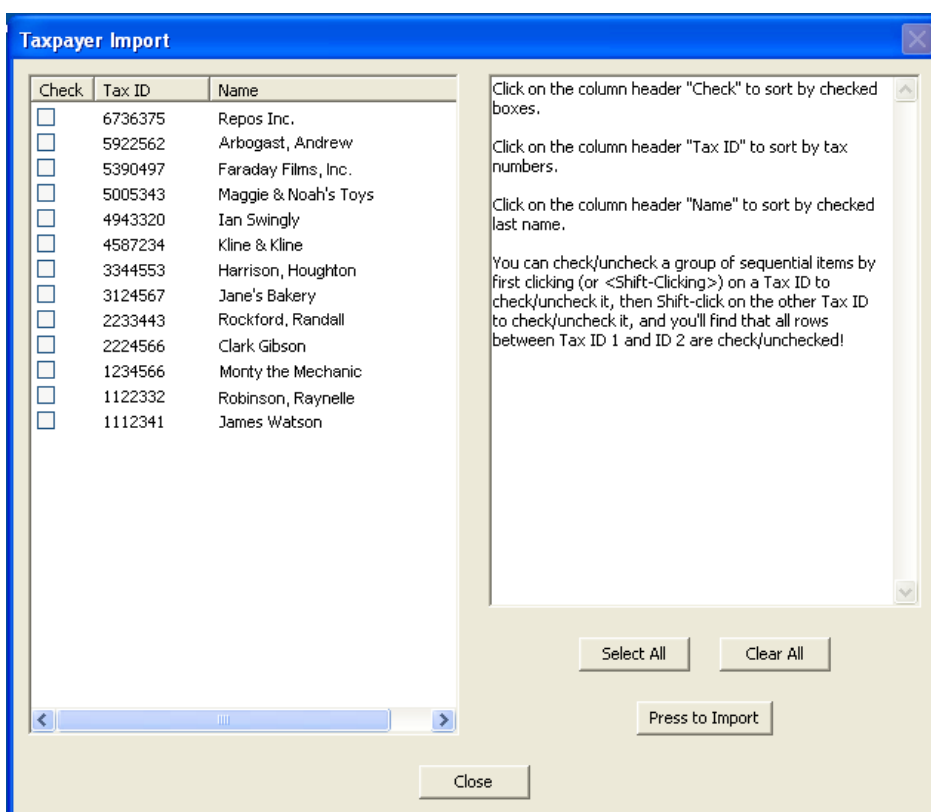 Taxpayer Import
Check Tax ID Name
6736375 Repos Inc.
5922562 Arbogast, Andrew
5390497 Faraday Films, Inc.
5005343 Maggie & Noah's Toys
4943320 Ian Swingly
4587234 Kline & Kline
3344553 Harrison, Houghton
3124567 Jane's Bakery
2233443 Rockford, Randall
2224566 Clark Gibson
1234566 Monty the Mechanic
1122332 Robinson, Raynelle
1112341 James Watson
Click on the column header "Check" to sort by checked
boxes.
Click on the column header "Tax ID" to sort by tax
numbers.
Click on the column header "Name" to sort by checked
last name.
You can check/uncheck a group of sequential items by
first clicking (or <Shift-Clicking>) on a Tax ID to
check/uncheck it, then Shift-click on the other Tax ID
to check/uncheck it, and you'll find that all rows
between Tax ID 1 and ID 2 are check/unchecked!
Select All Clear All
Press to Import
Close